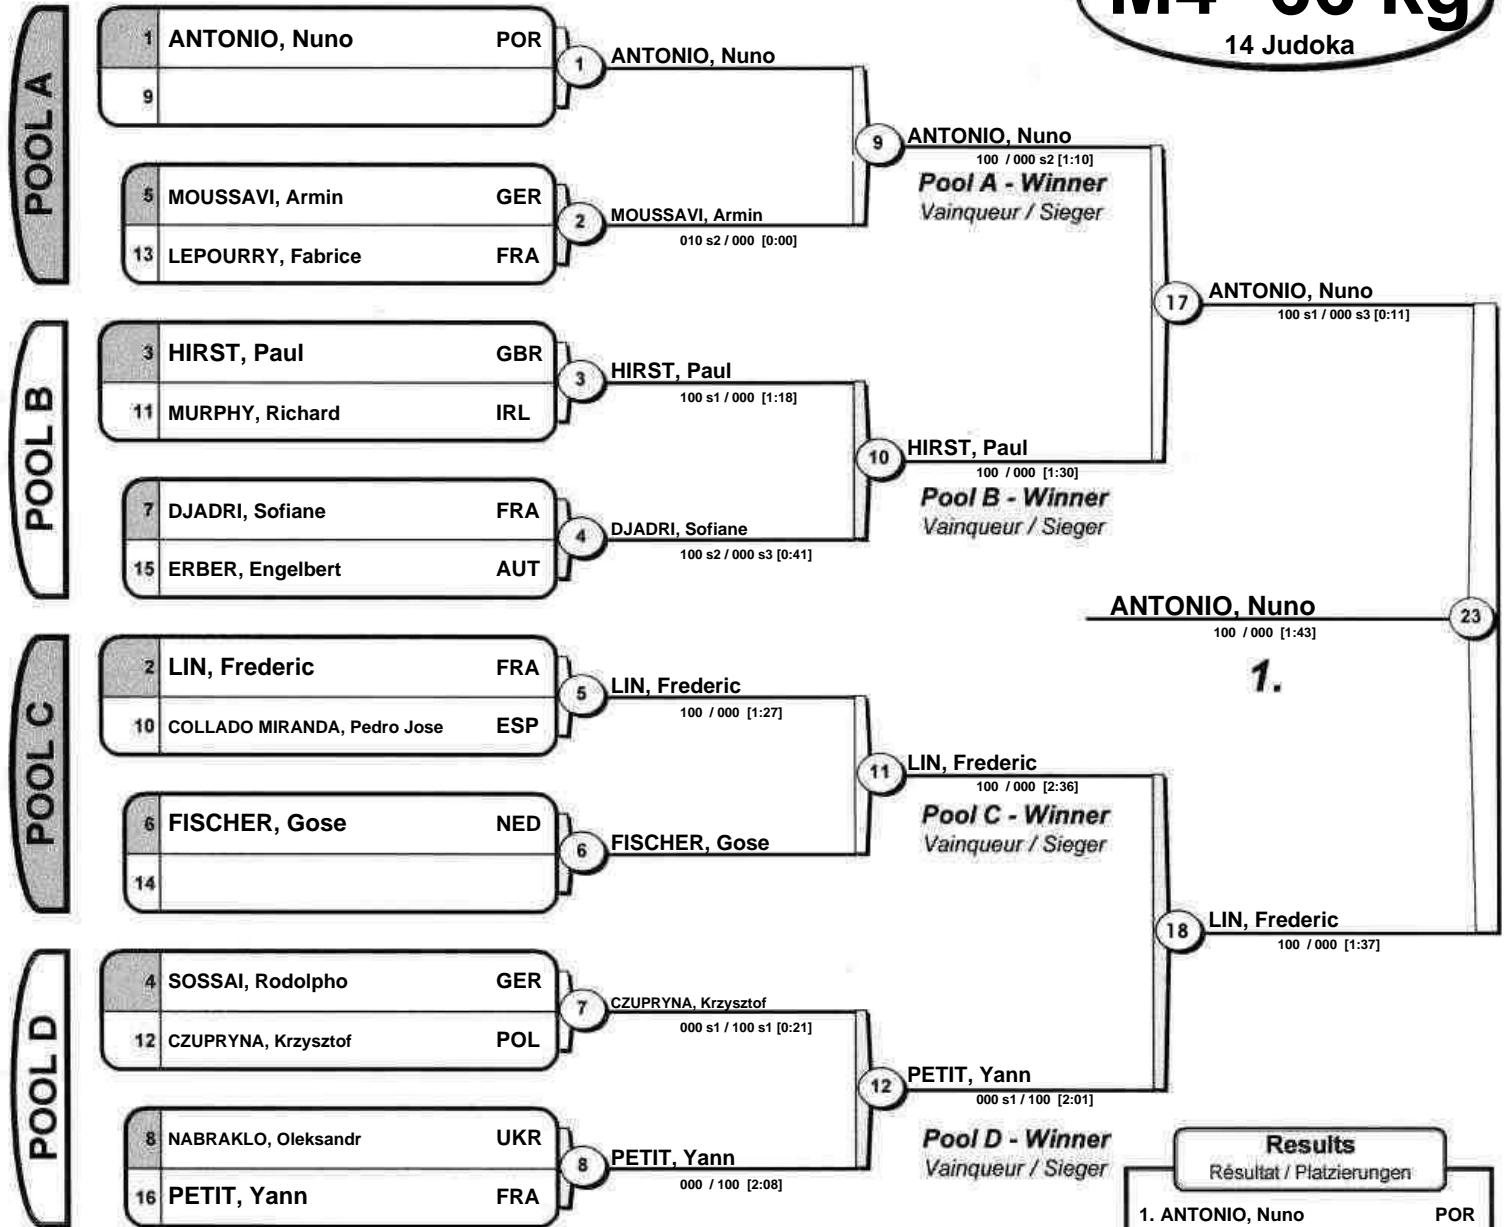 M4 -66 kg
14 Judoka
POOL A
1 ANTONIO, Nuno POR
9
5 MOUSSAVI, Armin GER
13 LEPOURRY, Fabrice FRA
1 ANTONIO, Nuno
2 MOUSSAVI, Armin
010 s2 / 000 [0:00]
9 ANTONIO, Nuno
100 / 000 s2 [1:10]
Pool A - Winner
Vainqueur / Sieger
POOL B
3 HIRST, Paul GBR
11 MURPHY, Richard IRL
7 DJADRI, Sofiane FRA
15 ERBER, Engelbert AUT
3 HIRST, Paul
100 s1 / 000 [1:18]
4 DJADRI, Sofiane
100 s2 / 000 s3 [0:41]
10 HIRST, Paul
100 / 000 [1:30]
Pool B - Winner
Vainqueur / Sieger
17 ANTONIO, Nuno
100 s1 / 000 s3 [0:11]
ANTONIO, Nuno 23
100 / 000 [1:43]
1.
POOL C
2 LIN, Frederic FRA
10 COLLADO MIRANDA, Pedro Jose ESP
6 FISCHER, Gose NED
14
5 LIN, Frederic
100 / 000 [1:27]
6 FISCHER, Gose
11 LIN, Frederic
100 / 000 [2:36]
Pool C - Winner
Vainqueur / Sieger
18 LIN, Frederic
100 / 000 [1:37]
POOL D
4 SOSSAI, Rodolpho GER
12 CZUPRYNA, Krzysztof POL
8 NABRAKLO, Oleksandr UKR
16 PETIT, Yann FRA
7 CZUPRYNA, Krzysztof
000 s1 / 100 s1 [0:21]
8 PETIT, Yann
000 / 100 [2:08]
12 PETIT, Yann
000 s1 / 100 [2:01]
Pool D - Winner
Vainqueur / Sieger
Results
Résultat / Platzierungen
1. ANTONIO, Nuno POR